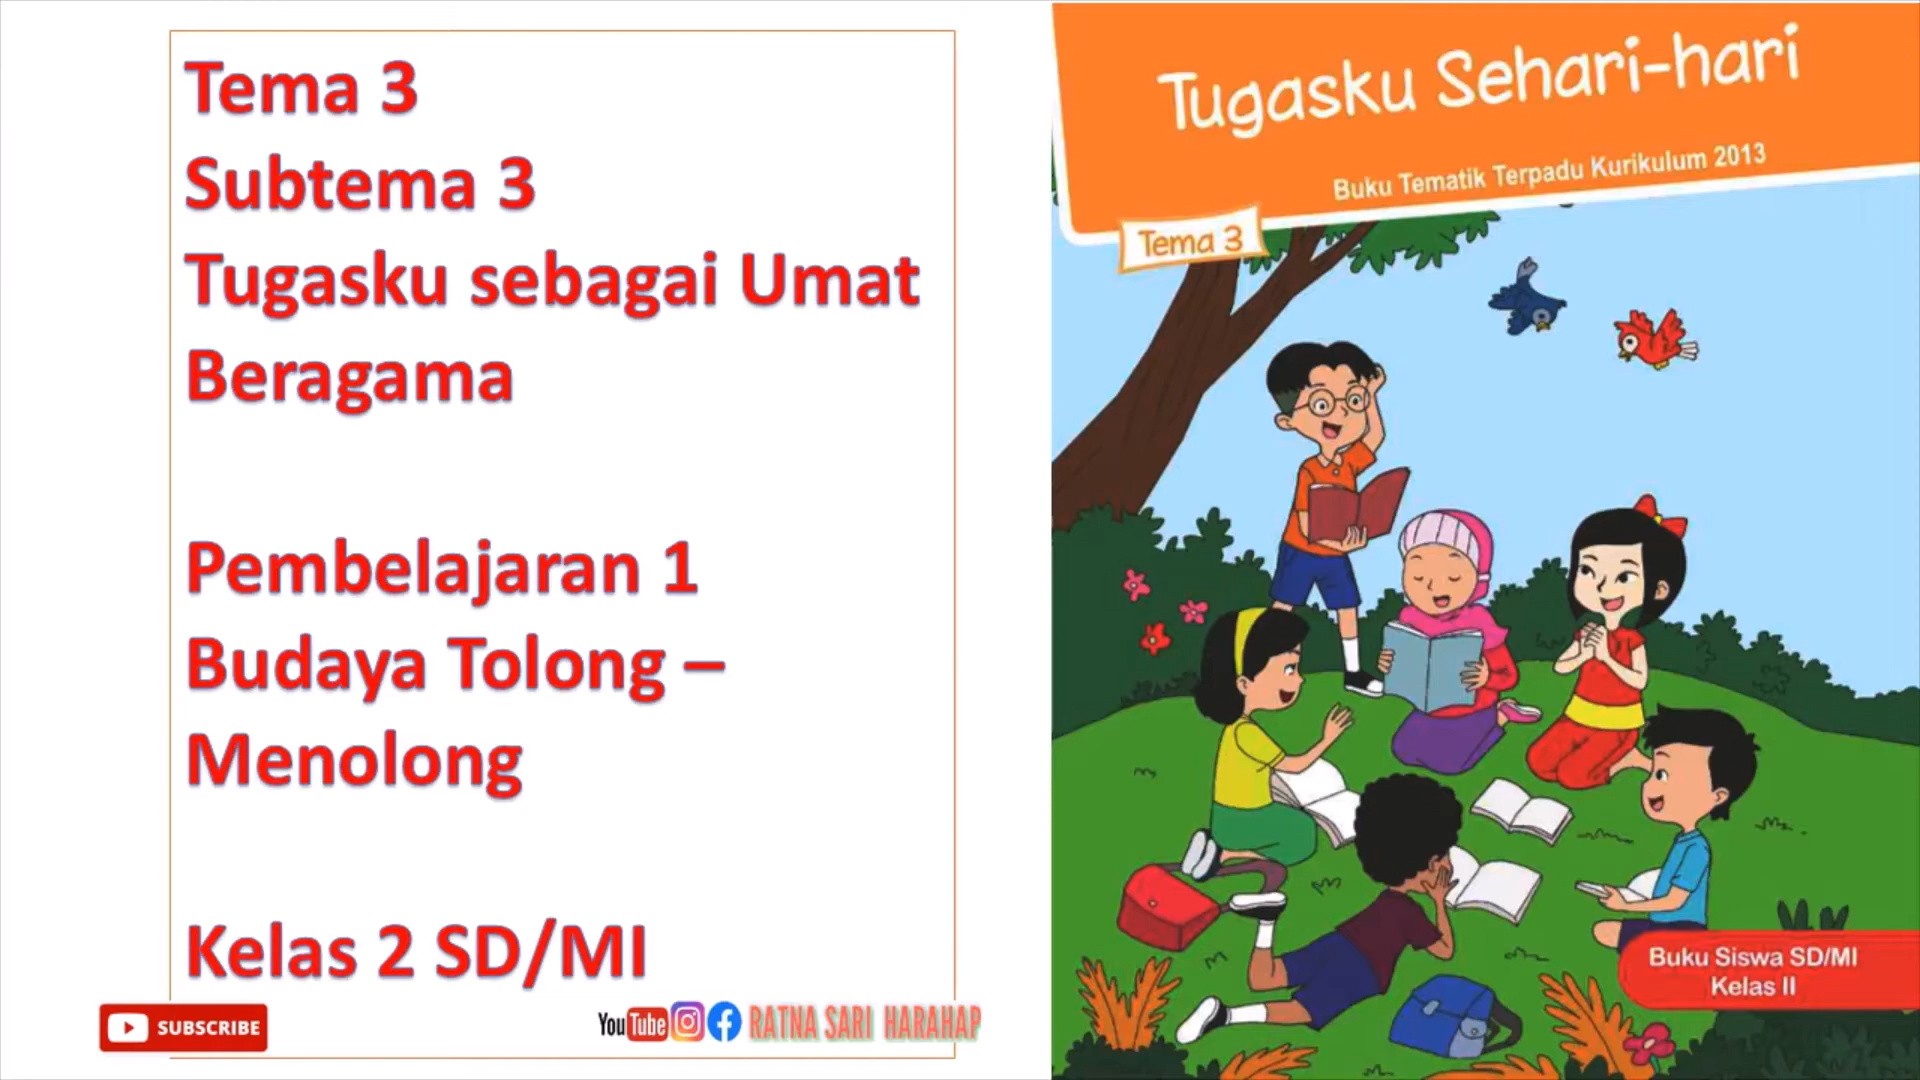 Tema 3
Subtema 3
Tugasku sebagai Umat
Beragama
Pembelajaran 1
Budaya Tolong –
Menolong
Kelas 2 SD/MI
SUBSCRIBE
YouTube
RATNA SARI HARAHAP
Tugasku Sehari-hari
Buku Tematik Terpadu Kurikulum 2013
Tema 3
Buku Siswa SD/MI
Kelas II